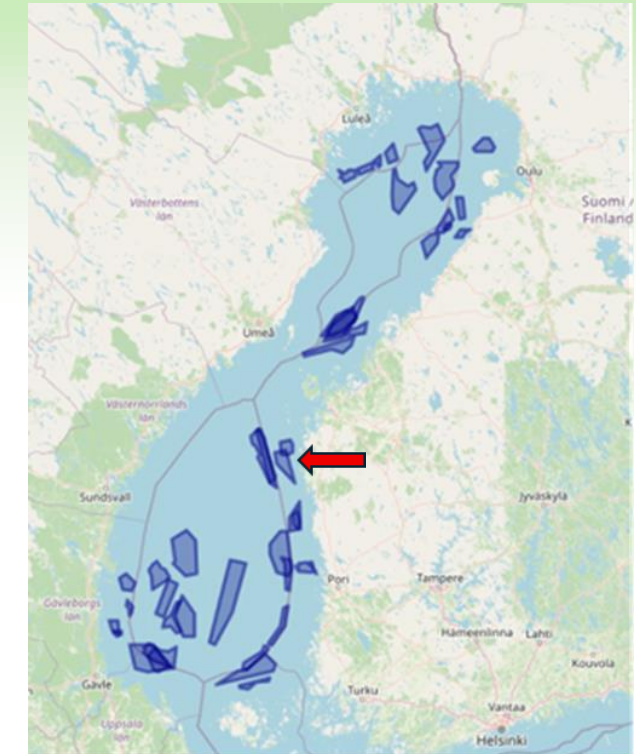 Luleå
Oulu
Suomi /
Finland
Västerbottens
län
Umeå
Västernorrlands
län
Sundsvall
Jyväskylä
Pori
Tampere
Gävleborgs
län
Hämeenlinna
Lahti
Kouvola
Gävle
Turku
Vantaa
Uppsala
län
Helsinki